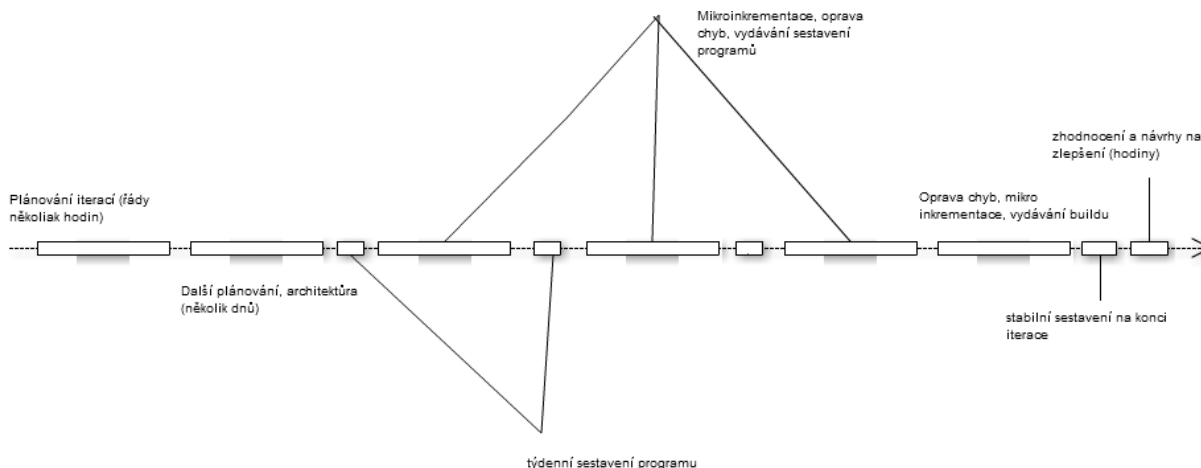 Mikroinkrementace, oprava
chyb, vydávání sestavení
programů
zhodnocení a návrhy na
zlepšení (hodiny)
Plánování iterací (řády
několiak hodin)
Oprava chyb, mikro
inkrementace, vydávání buildu
Další plánování, architektůra
(několik dnů)
stabilní sestavení na konci
iterace
týdenní sestavení programu